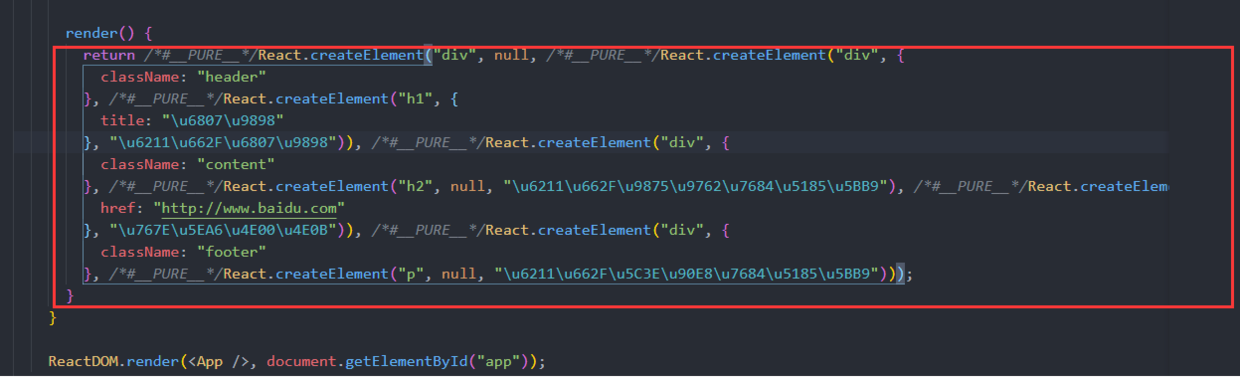 render() {
return /*#__PURE__*/React.createElement("div", null, /*#__PURE__*/React.createElement("div", {
className: "header"
}, /*#__PURE__*/React.createElement("h1", {
title: "\u6807\u9898"
}, "\u6211\u662F\u6807\u9898")), /*#__PURE__*/React.createElement("div", {
className: "content"
}, /*#__PURE__*/React.createElement("h2", null, "\u6211\u662F\u9875\u9762\u7684\u5185\u5BB9"), /*#__PURE__*/React.createElem
href: "http://www.baidu.com"
}, "\u767E\u5EA6\u4E00\u4E0B")), /*#__PURE__*/React.createElement("div", {
className: "footer"
}, /*#__PURE__*/React.createElement("p", null, "\u6211\u662F\u5C3E\u90E8\u7684\u5185\u5BB9")));
}
}
ReactDOM.render(<App />, document.getElementById("app"));